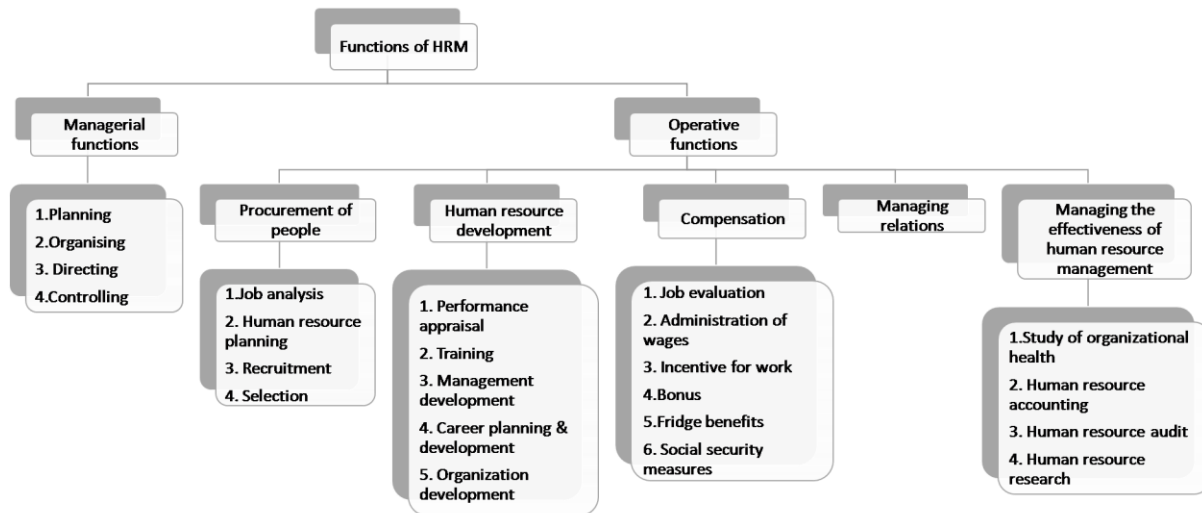 Functions of HRM
Managerial
functions
Operative
functions
1.Planning
2.Organising
3. Directing
4.Controlling
Procurement of
people
1.Job analysis
2. Human resource
planning
3. Recruitment
4. Selection
Human resource
development
1. Performance
appraisal
2. Training
3. Management
development
4. Career planning &
development
5. Organization
development
Compensation
1. Job evaluation
2. Administration of
wages
3. Incentive for work
4.Bonus
5.Fridge benefits
6. Social security
measures
Managing
relations
Managing the
effectiveness of
human resource
management
1.Study of organizational
health
2. Human resource
accounting
3. Human resource audit
4. Human resource
research